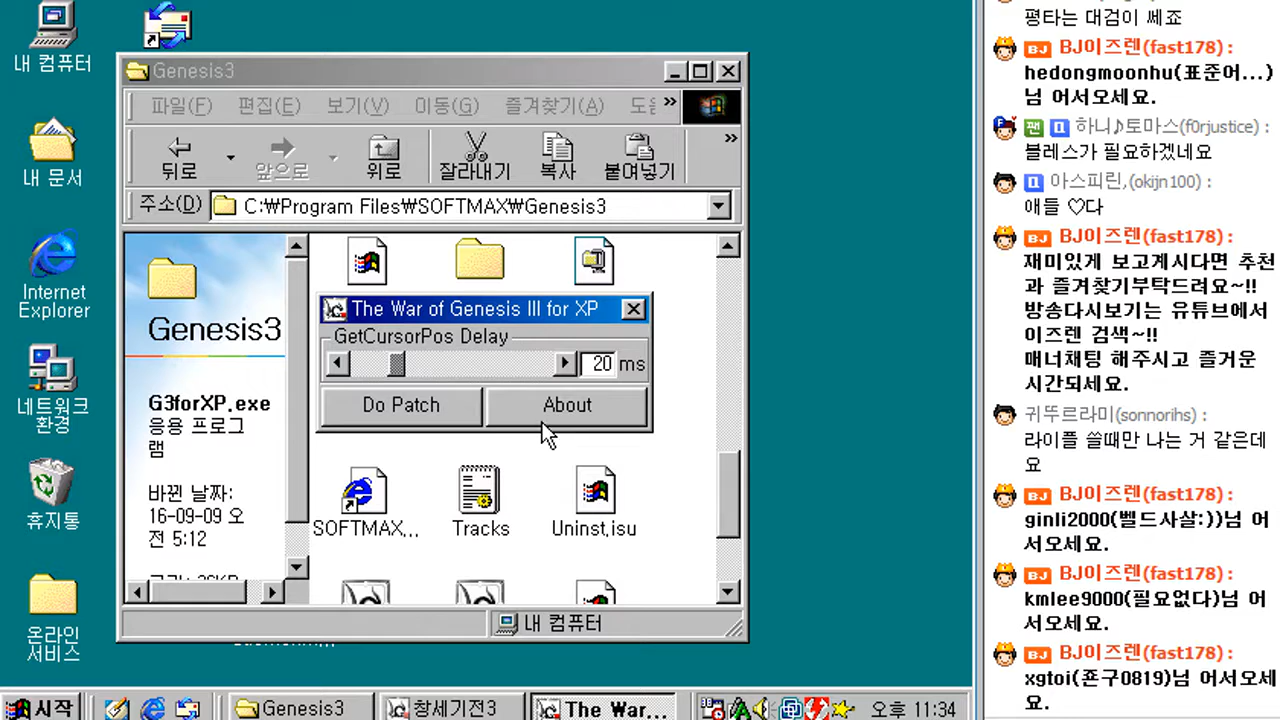 내 컴퓨터
내 문서
Internet
Explorer
네트워크
환경
휴지통
온라인
서비스
Genesis3
파일(F)
편집(E)
보기(V)
이동(G)
즐겨찾기(A)
뒤로
앞으로
위로
잘라내기
복사
붙여넣기
주소(D)
C:₩Program Files₩SOFTMAX₩Genesis3
Genesis3
G3forXP.exe
응용 프로그
램
바뀐 날짜:
16-09-09 오
전 5:12
The War of Genesis III for XP
GetCursorPos Delay
20 ms
Do Patch
About
SOFTMAX...
Tracks
Uninst.isu
내 컴퓨터
시작
Genesis3
창세기전3
The War...
오후 11:34
평타는 대검이 쎄죠
BJ BJ이즈렌(fast178) :
hedongmoonhu(표준어...)
님 어서오세요.
팬 하니♪토마스(f0rjustice) :
블레스가 필요하겠네요
아스피린,(okijn100) :
애들 ♡다
BJ BJ이즈렌(fast178) :
재미있게 보고계시다면 추천
과 즐겨찾기부탁드려요~!!
방송다시보기는 유튜브에서
이즈렌 검색~!!
매너채팅 해주시고 즐거운
시간되세요.
귀뚜르라미(sonnorihs) :
라이플 쓸때만 나는 거 같은데
요
BJ BJ이즈렌(fast178) :
ginli2000(벨드사살:))님 어
서오세요.
BJ BJ이즈렌(fast178) :
kmlee9000(필요없다)님 어
서오세요.
BJ BJ이즈렌(fast178) :
xgtoi(죤구0819)님 어서오세
요.